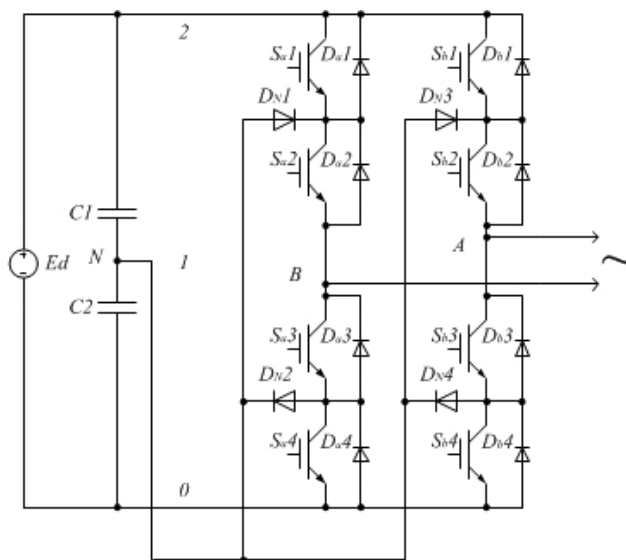 2
Sa1 Da1 Sb1 Db1
DN1 DN3
Sa2 Da2 Sb2 Db2
C1
N 1 A
Ed B
C2
Sa3 Da3 Sb3 Db3
DN2 DN4
Sa4 Da4 Sb4 Db4
0